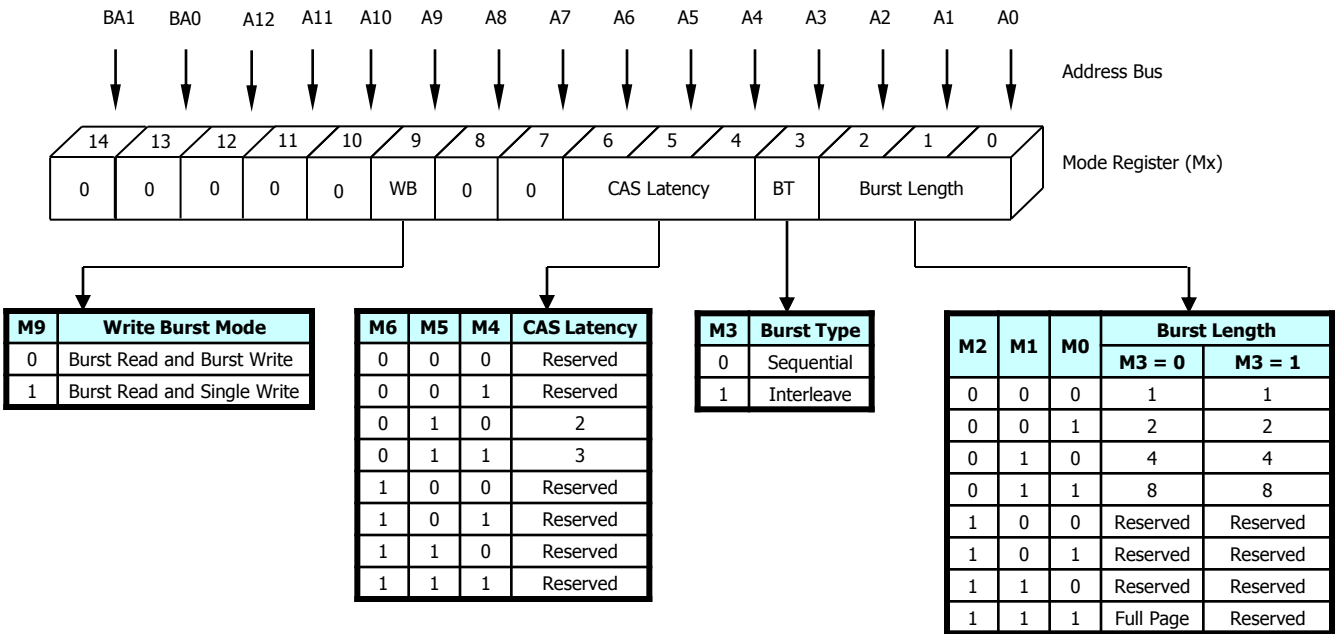 BA1 BA0 A12 A11 A10 A9 A8 A7 A6 A5 A4 A3 A2 A1 A0
Address Bus
14 13 12 11 10 9 8 7 6 5 4 3 2 1 0
Mode Register (Mx)
0 0 0 0 0 WB 0 0 CAS Latency BT Burst Length
M9 Write Burst Mode
0 Burst Read and Burst Write
1 Burst Read and Single Write
M6 M5 M4 CAS Latency
0 0 0 Reserved
0 0 1 Reserved
0 1 0 2
0 1 1 3
1 0 0 Reserved
1 0 1 Reserved
1 1 0 Reserved
1 1 1 Reserved
M3 Burst Type
0 Sequential
1 Interleave
M2 M1 M0 Burst Length
M3 = 0 M3 = 1
0 0 0 1 1
0 0 1 2 2
0 1 0 4 4
0 1 1 8 8
1 0 0 Reserved Reserved
1 0 1 Reserved Reserved
1 1 0 Reserved Reserved
1 1 1 Full Page Reserved